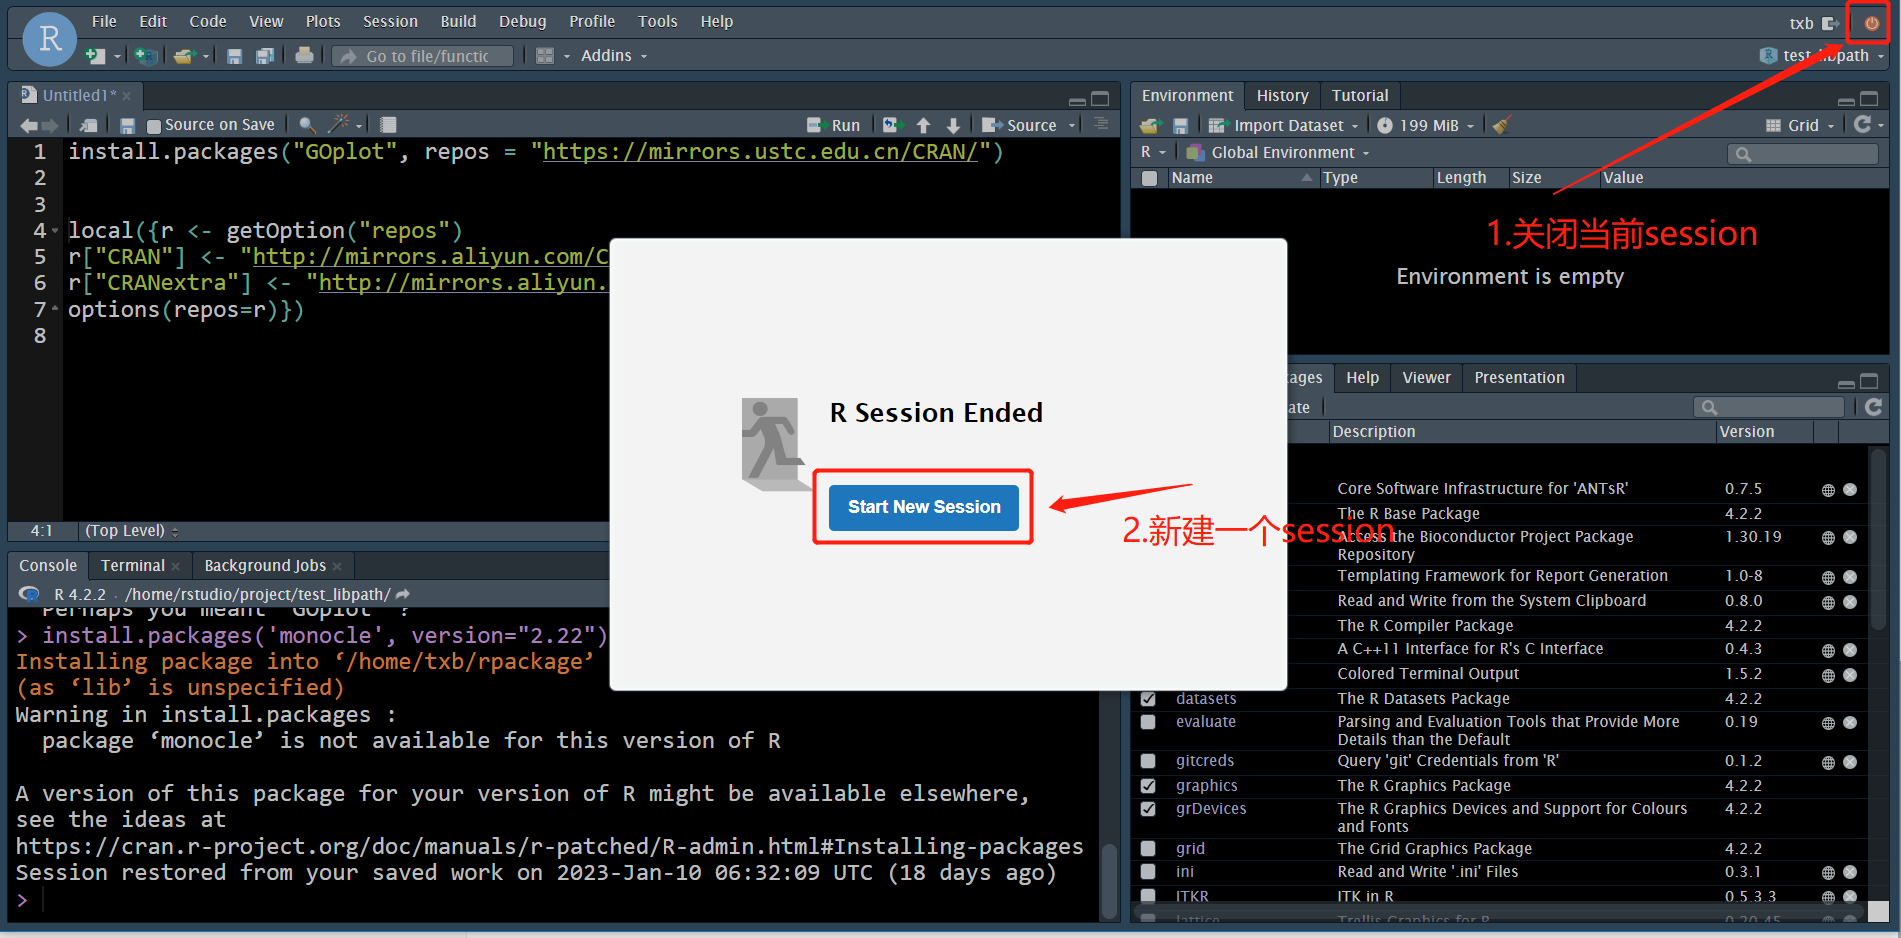 R
File Edit Code View Plots Session Build Debug Profile Tools Help
txb
Go to file/functic
Addins
Untitled1*
Source on Save
Run
Source
1 install.packages("GOplot", repos = "https://mirrors.ustc.edu.cn/CRAN/")
2
3
4 local({r <- getOption("repos")
5 r["CRAN"] <- "http://mirrors.aliyun.com/C
6 r["CRANextra"] <- "http://mirrors.aliyun.
7 options(repos=r)})
8
4:1 (Top Level)
Environment History Tutorial
Import Dataset 199 MiB Grid
R Global Environment
Name Type Length Size Value
1.关闭当前session
Environment is empty
R Session Ended
Start New Session
2.新建一个session
Console Terminal Background Jobs
R 4.2.2 · /home/rstudio/project/test_libpath/
Perhaps you meant ‘GOplot’ ?
> install.packages('monocle', version="2.22")
Installing package into ‘/home/txb/rpackage’
(as ‘lib’ is unspecified)
Warning in install.packages :
package ‘monocle’ is not available for this version of R
A version of this package for your version of R might be available elsewhere,
see the ideas at
https://cran.r-project.org/doc/manuals/r-patched/R-admin.html#Installing-packages
Session restored from your saved work on 2023-Jan-10 06:32:09 UTC (18 days ago)
>
ages Help Viewer Presentation
ate
Description Version
Core Software Infrastructure for 'ANTsR' 0.7.5
The R Base Package 4.2.2
Access the Bioconductor Project Package 1.30.19
Repository
Templating Framework for Report Generation 1.0-8
Read and Write from the System Clipboard 0.8.0
The R Compiler Package 4.2.2
A C++11 Interface for R's C Interface 0.4.3
Colored Terminal Output 1.5.2
datasets The R Datasets Package 4.2.2
evaluate Parsing and Evaluation Tools that Provide More 0.19
Details than the Default
gitcreds Query 'git' Credentials from 'R' 0.1.2
graphics The R Graphics Package 4.2.2
grDevices The R Graphics Devices and Support for Colours 4.2.2
and Fonts
grid The Grid Graphics Package 4.2.2
ini Read and Write '.ini' Files 0.3.1
ITKR ITK in R 0.5.3.3
lattice Trellis Graphics for R 0.20-45